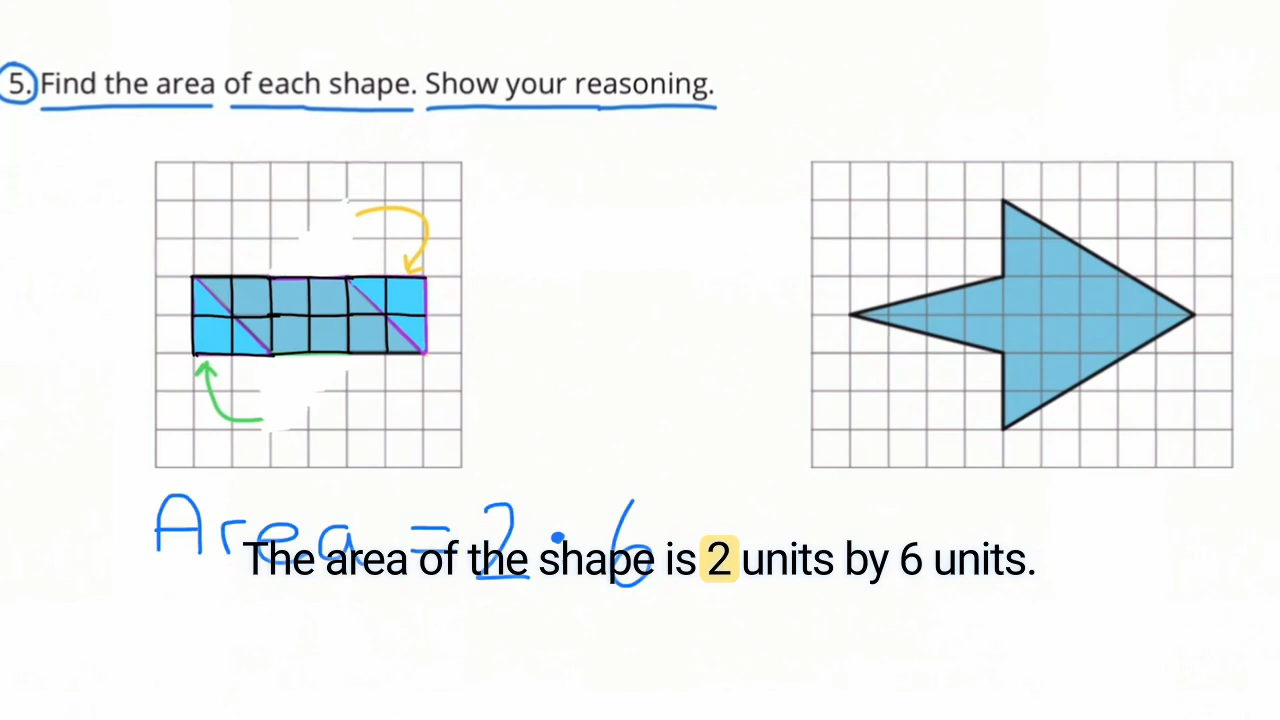 5. Find the area of each shape. Show your reasoning.
Area = 2 · 6
The area of the shape is 2 units by 6 units.